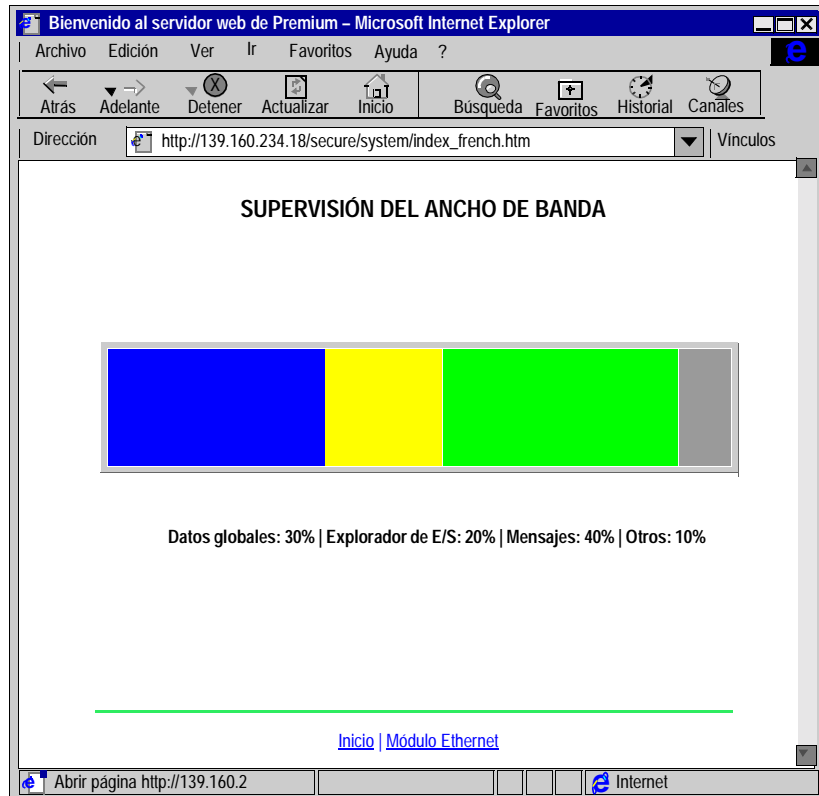 Bienvenido al servidor web de Premium – Microsoft Internet Explorer
Archivo Edición Ver Ir Favoritos Ayuda ?
Atrás Adelante Detener Actualizar Inicio Búsqueda Favoritos Historial Canales
Dirección http://139.160.234.18/secure/system/index_french.htm Vínculos
SUPERVISIÓN DEL ANCHO DE BANDA
Datos globales: 30% | Explorador de E/S: 20% | Mensajes: 40% | Otros: 10%
Inicio | Módulo Ethernet
Abrir página http://139.160.2 Internet